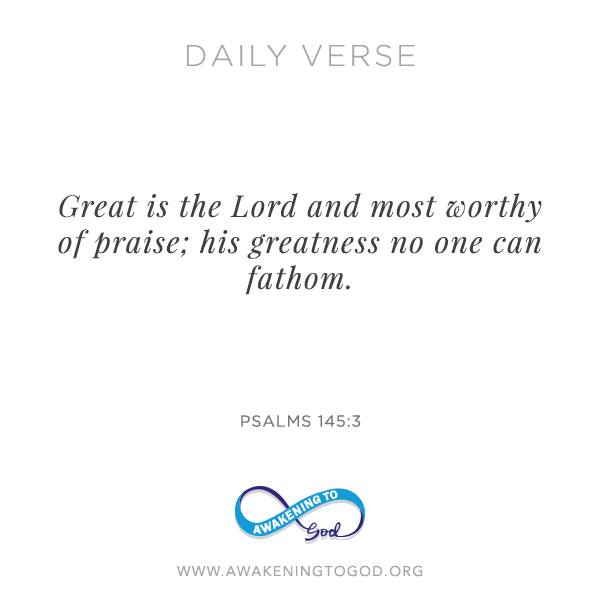 DAILY VERSE
Great is the Lord and most worthy
of praise; his greatness no one can
fathom.
PSALMS 145:3
AWAKENING TO
God
WWW.AWAKENINGTOGOD.ORG